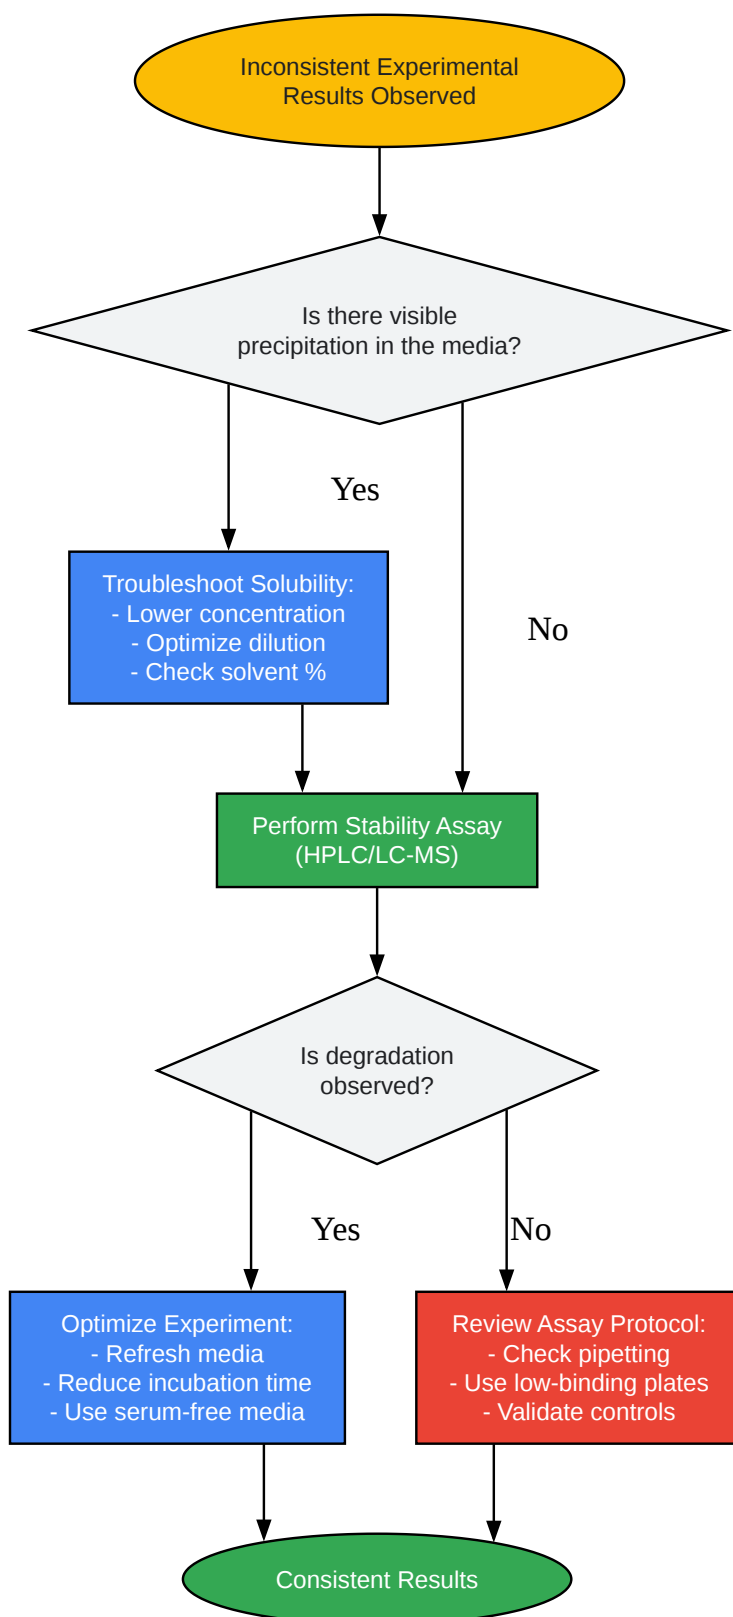 Inconsistent Experimental
Results Observed
Is there visible
precipitation in the media?
Yes
Troubleshoot Solubility:
- Lower concentration
- Optimize dilution
- Check solvent %
No
Perform Stability Assay
(HPLC/LC-MS)
Is degradation
observed?
Yes
No
Optimize Experiment:
- Refresh media
- Reduce incubation time
- Use serum-free media
Review Assay Protocol:
- Check pipetting
- Use low-binding plates
- Validate controls
Consistent Results